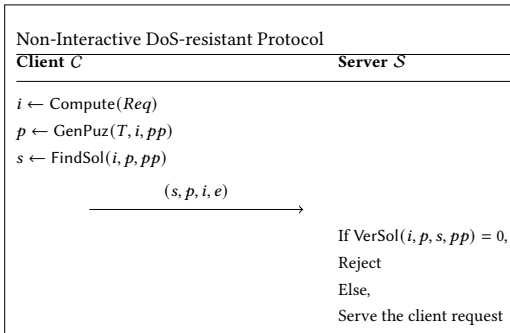 Non-Interactive DoS-resistant Protocol
Client 𝒞 Server 𝒮
i ← Compute(Req)
p ← GenPuz(T, i, pp)
s ← FindSol(i, p, pp)
(s, p, i, e)
If VerSol(i, p, s, pp) = 0,
Reject
Else,
Serve the client request